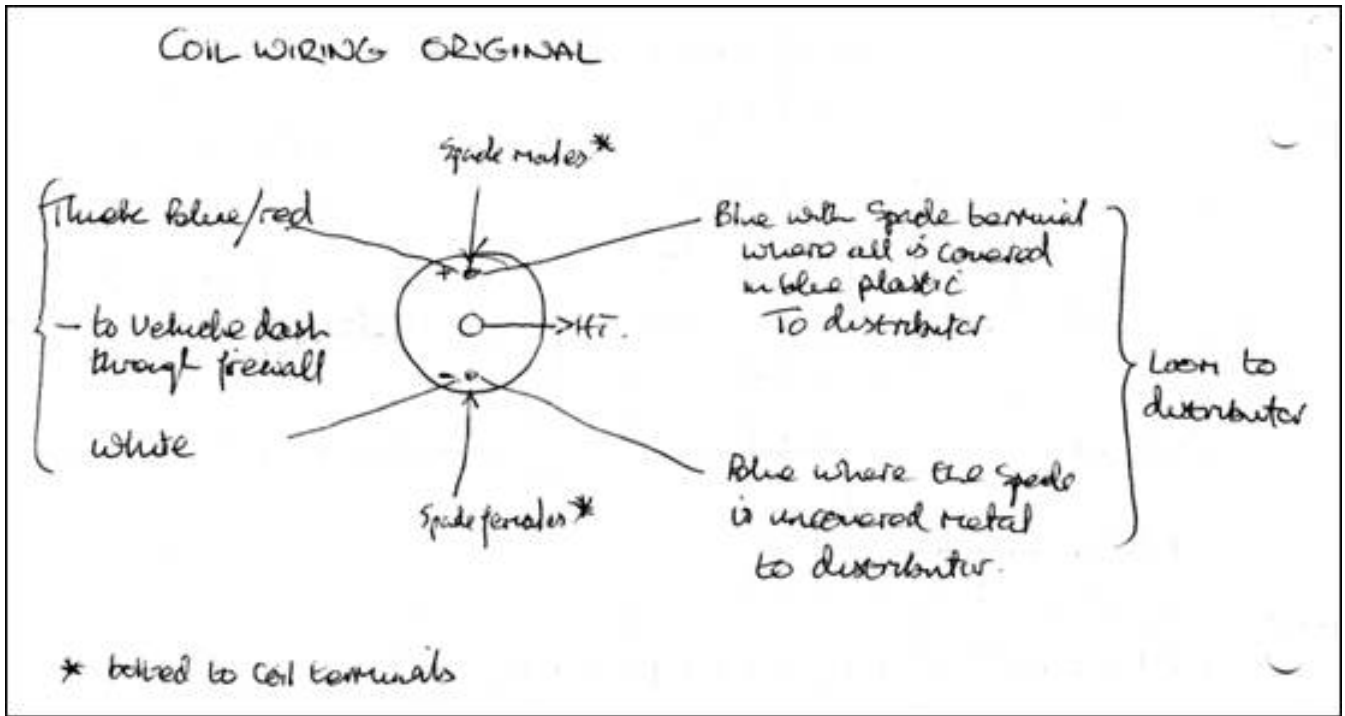 COIL WIRING ORIGINAL
Spade males*
Thick Blue/red
- to vehicle dash
through firewall
white
+
-
>HT.
Blue with Spade terminal
where all is covered
in blue plastic
To distributor
Spade females*
Blue where the Spade
is uncovered metal
to distributor.
Loom to
distributor
* bolted to Coil terminals